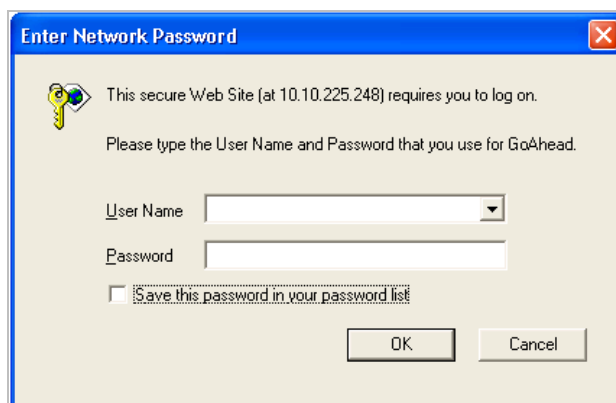 Enter Network Password
This secure Web Site (at 10.10.225.248) requires you to log on.
Please type the User Name and Password that you use for GoAhead.
User Name
Password
Save this password in your password list
OK Cancel